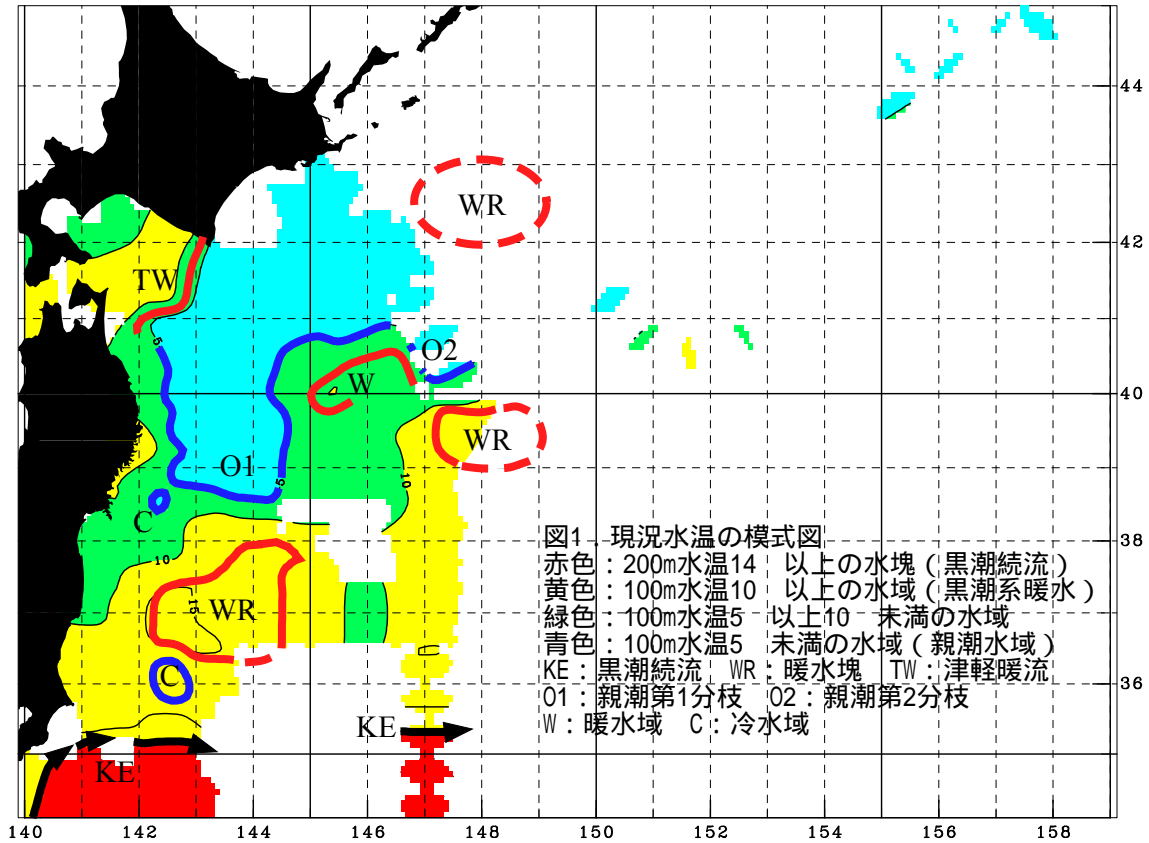 44
WR
42
TW
5
O2
W
40
WR
O1
5
10
C
10
15
WR
38
図1．現況水温の模式図
赤色：200m水温14　以上の水塊（黒潮続流）
黄色：100m水温10　以上の水域（黒潮系暖水）
緑色：100m水温5　以上10　未満の水域
青色：100m水温5　未満の水域（親潮水域）
KE：黒潮続流　WR：暖水塊　TW：津軽暖流
O1：親潮第1分枝　O2：親潮第2分枝
W：暖水域　C：冷水域
C
36
KE
KE
140 142 144 146 148 150 152 154 156 158